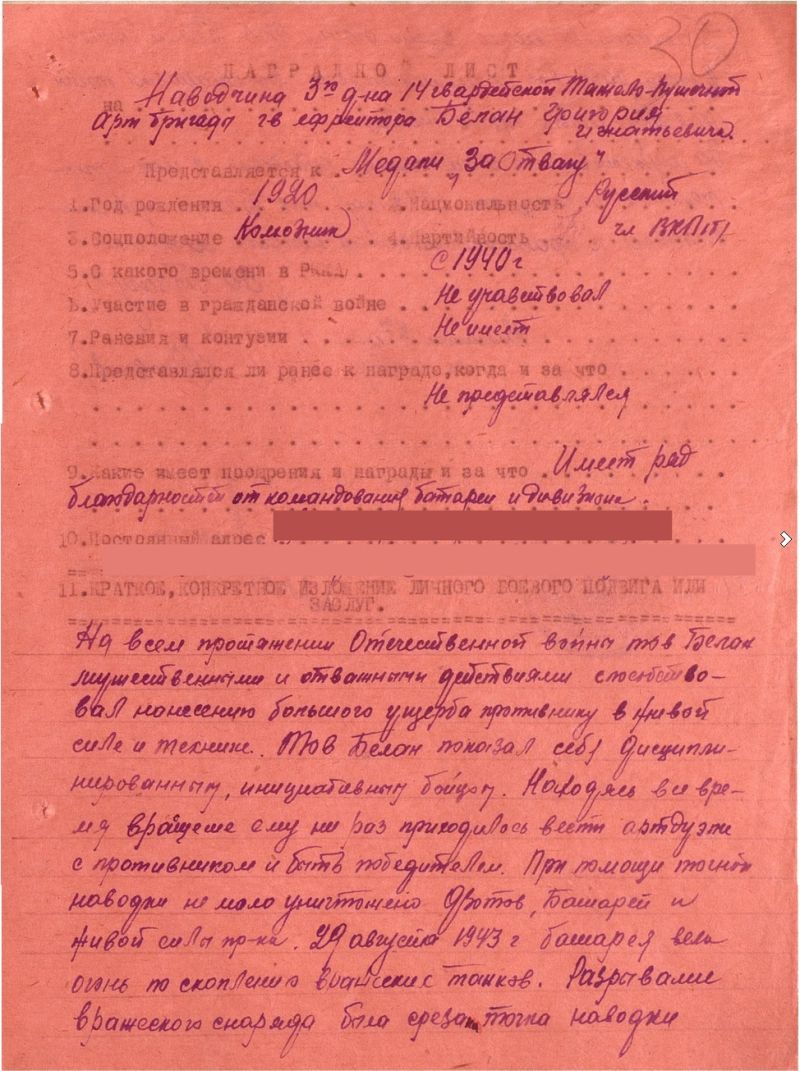 30
НАГРАДНО ЛИСТ
на Наводчика 3го д-на 14 гвардейской Тяжело-Пушечной
Арт бригады гв ефрейтора Белан Григория
Игнатьевича
Представляется к Медали „За Отвагу"
1.Год рождения 1920 2.Национальность Русский
3.Соцположение 4.Партийность чл ВКП(б)
5.С какого времени в РККА с 1940 г
6.Участие в гражданской войне Не учавствовал
7.Ранения и контузии Не имеет
8.Представлялся ли ранее к награде,когда и за что
Не представлялся
9.Какие имеет поощрения и награды и за что Имеет ряд
благодарностей от командования батареи и дивизиона.
10.Постоянный адрес
11.КРАТКОЕ,КОНКРЕТНОЕ ИЗЛОЖЕНИЕ ЛИЧНОГО БОЕВОГО ПОДВИГА ИЛИ
ЗАСЛУГ.
На всем протяжении Отечественной войны тов Белан
мужественными и отважными действиями способство-
вал нанесению большого ущерба противнику в живой
силе и технике. Тов Белан показал себя дисципли-
нированным, инициативным бойцом. Находясь все вре-
мя ему не раз приходилось вести артдуэли
с противником и быть победителем. При помощи точной
наводки не мало уничтожено Дзотов, Батарей и
живой силы пр-ка. 29 августа 1943 г батарея вела
огонь по скоплению вражеских танков. Разрывами
вражеского снаряда была срезана точка наводки